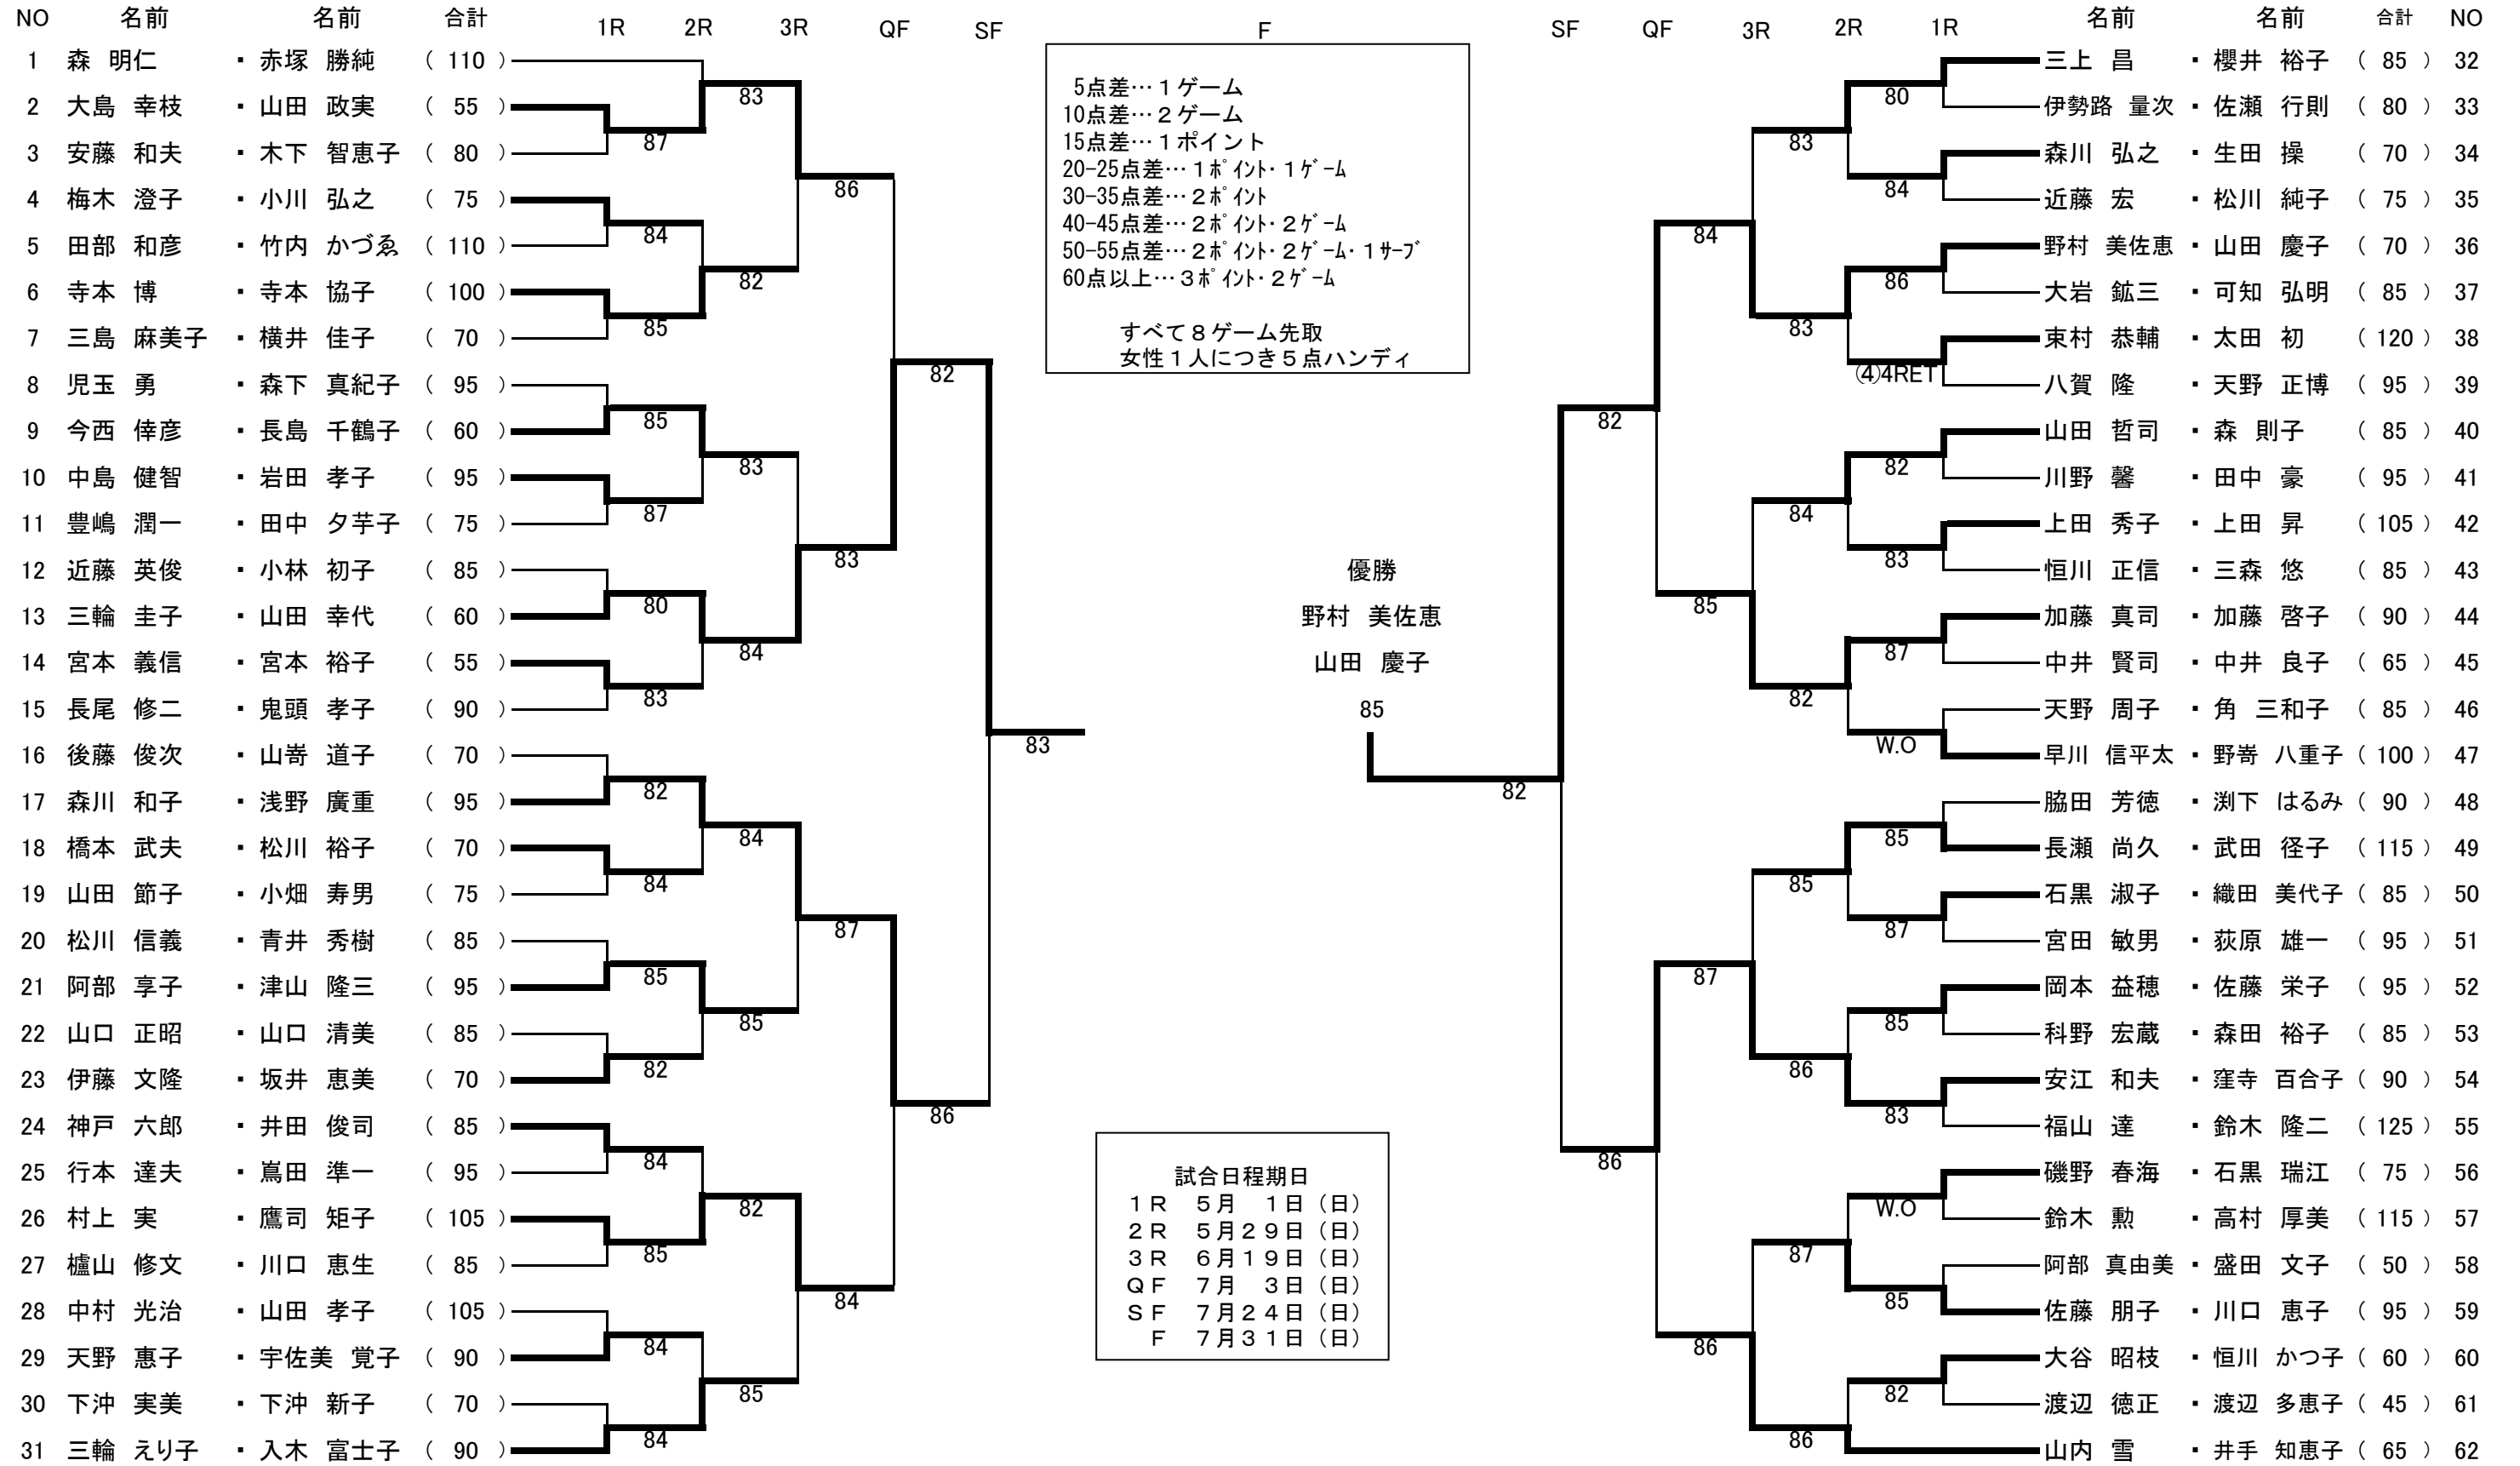 NO 名前 名前 合計 1R 2R 3R QF SF F SF QF 3R 2R 1R 名前 名前 合計 NO
1 森 明仁 ・ 赤塚 勝純 ( 110 )
2 大島 幸枝 ・ 山田 政実 ( 55 )
3 安藤 和夫 ・ 木下 智恵子 ( 80 )
4 梅木 澄子 ・ 小川 弘之 ( 75 )
5 田部 和彦 ・ 竹内 かづゑ ( 110 )
6 寺本 博 ・ 寺本 協子 ( 100 )
7 三島 麻美子 ・ 横井 佳子 ( 70 )
8 児玉 勇 ・ 森下 真紀子 ( 95 )
9 今西 倖彦 ・ 長島 千鶴子 ( 60 )
10 中島 健智 ・ 岩田 孝子 ( 95 )
11 豊嶋 潤一 ・ 田中 夕芋子 ( 75 )
12 近藤 英俊 ・ 小林 初子 ( 85 )
13 三輪 圭子 ・ 山田 幸代 ( 60 )
14 宮本 義信 ・ 宮本 裕子 ( 55 )
15 長尾 修二 ・ 鬼頭 孝子 ( 90 )
16 後藤 俊次 ・ 山嵜 道子 ( 70 )
17 森川 和子 ・ 浅野 廣重 ( 95 )
18 橋本 武夫 ・ 松川 裕子 ( 70 )
19 山田 節子 ・ 小畑 寿男 ( 75 )
20 松川 信義 ・ 青井 秀樹 ( 85 )
21 阿部 享子 ・ 津山 隆三 ( 95 )
22 山口 正昭 ・ 山口 清美 ( 85 )
23 伊藤 文隆 ・ 坂井 恵美 ( 70 )
24 神戸 六郎 ・ 井田 俊司 ( 85 )
25 行本 達夫 ・ 嶌田 準一 ( 95 )
26 村上 実 ・ 鷹司 矩子 ( 105 )
27 櫨山 修文 ・ 川口 恵生 ( 85 )
28 中村 光治 ・ 山田 孝子 ( 105 )
29 天野 惠子 ・ 宇佐美 覚子 ( 90 )
30 下沖 実美 ・ 下沖 新子 ( 70 )
31 三輪 えり子 ・ 入木 富士子 ( 90 )
87
84
85
85
87
80
83
82
84
85
82
84
85
84
84
83
82
83
84
84
85
82
85
86
83
87
84
82
86
83
5点差…１ゲーム
10点差…２ゲーム
15点差…１ポイント
20-25点差…１ﾎﾟｲﾝﾄ・１ｹﾞｰﾑ
30-35点差…２ﾎﾟｲﾝﾄ
40-45点差…２ﾎﾟｲﾝﾄ・２ｹﾞｰﾑ
50-55点差…２ﾎﾟｲﾝﾄ・２ｹﾞｰﾑ・１ｻｰﾌﾞ
60点以上…３ﾎﾟｲﾝﾄ・２ｹﾞｰﾑ
すべて８ゲーム先取
女性１人につき５点ハンディ
優勝
野村 美佐恵
山田 慶子
85
試合日程期日
１Ｒ ５月 １日（日）
２Ｒ ５月２９日（日）
３Ｒ ６月１９日（日）
ＱＦ ７月 ３日（日）
ＳＦ ７月２４日（日）
Ｆ ７月３１日（日）
82
82
86
84
85
87
86
83
83
84
82
85
86
87
86
80
84
86
④4RET
82
83
87
W.O
85
87
85
83
W.O
85
82
三上 昌 ・ 櫻井 裕子 ( 85 ) 32
伊勢路 量次 ・ 佐瀬 行則 ( 80 ) 33
森川 弘之 ・ 生田 操 ( 70 ) 34
近藤 宏 ・ 松川 純子 ( 75 ) 35
野村 美佐恵 ・ 山田 慶子 ( 70 ) 36
大岩 鉱三 ・ 可知 弘明 ( 85 ) 37
束村 恭輔 ・ 太田 初 ( 120 ) 38
八賀 隆 ・ 天野 正博 ( 95 ) 39
山田 哲司 ・ 森 則子 ( 85 ) 40
川野 馨 ・ 田中 豪 ( 95 ) 41
上田 秀子 ・ 上田 昇 ( 105 ) 42
恒川 正信 ・ 三森 悠 ( 85 ) 43
加藤 真司 ・ 加藤 啓子 ( 90 ) 44
中井 賢司 ・ 中井 良子 ( 65 ) 45
天野 周子 ・ 角 三和子 ( 85 ) 46
早川 信平太 ・ 野嵜 八重子 ( 100 ) 47
脇田 芳徳 ・ 渕下 はるみ ( 90 ) 48
長瀬 尚久 ・ 武田 径子 ( 115 ) 49
石黒 淑子 ・ 織田 美代子 ( 85 ) 50
宮田 敏男 ・ 荻原 雄一 ( 95 ) 51
岡本 益穂 ・ 佐藤 栄子 ( 95 ) 52
科野 宏蔵 ・ 森田 裕子 ( 85 ) 53
安江 和夫 ・ 窪寺 百合子 ( 90 ) 54
福山 達 ・ 鈴木 隆二 ( 125 ) 55
磯野 春海 ・ 石黒 瑞江 ( 75 ) 56
鈴木 勲 ・ 高村 厚美 ( 115 ) 57
阿部 真由美 ・ 盛田 文子 ( 50 ) 58
佐藤 朋子 ・ 川口 恵子 ( 95 ) 59
大谷 昭枝 ・ 恒川 かつ子 ( 60 ) 60
渡辺 徳正 ・ 渡辺 多恵子 ( 45 ) 61
山内 雪 ・ 井手 知恵子 ( 65 ) 62